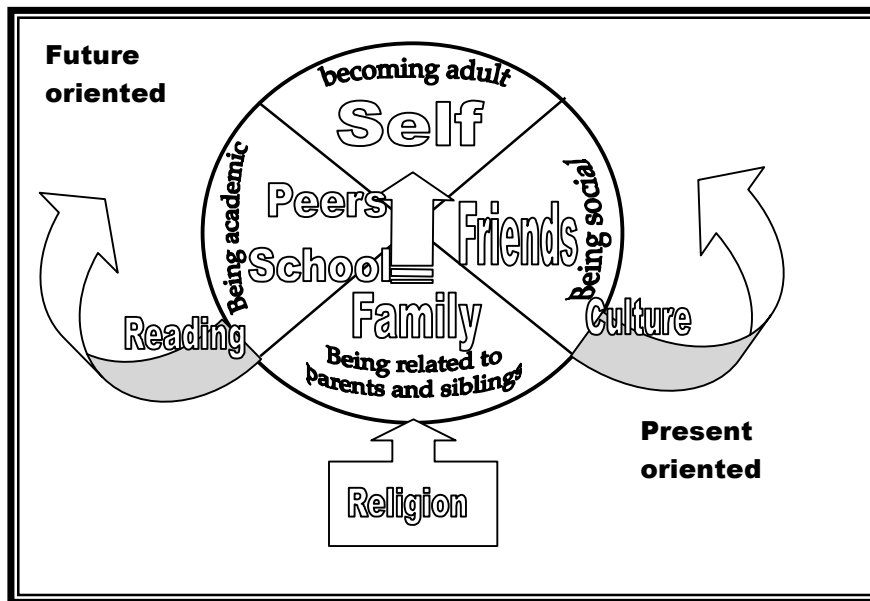 Future
oriented
becoming adult
Self
Being academic
Peers
School
Friends
Being social
Family
Being related to
parents and siblings
Reading
Culture
Present
oriented
Religion